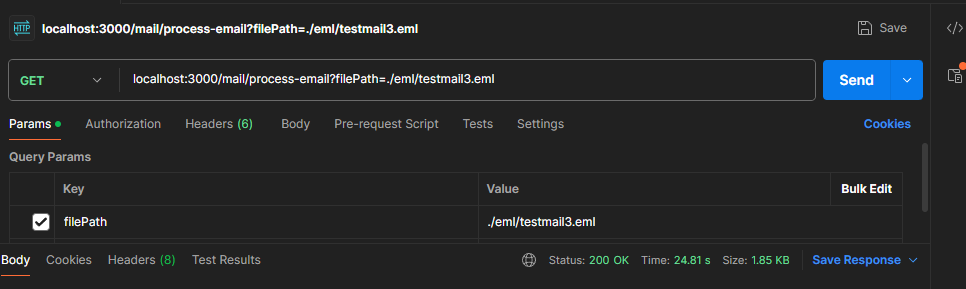 HTTP localhost:3000/mail/process-email?filePath=./eml/testmail3.eml Save </>
GET localhost:3000/mail/process-email?filePath=./eml/testmail3.eml Send
Params Authorization Headers (6) Body Pre-request Script Tests Settings Cookies
Query Params
Key Value Bulk Edit
filePath ./eml/testmail3.eml
Body Cookies Headers (8) Test Results Status: 200 OK Time: 24.81 s Size: 1.85 KB Save Response